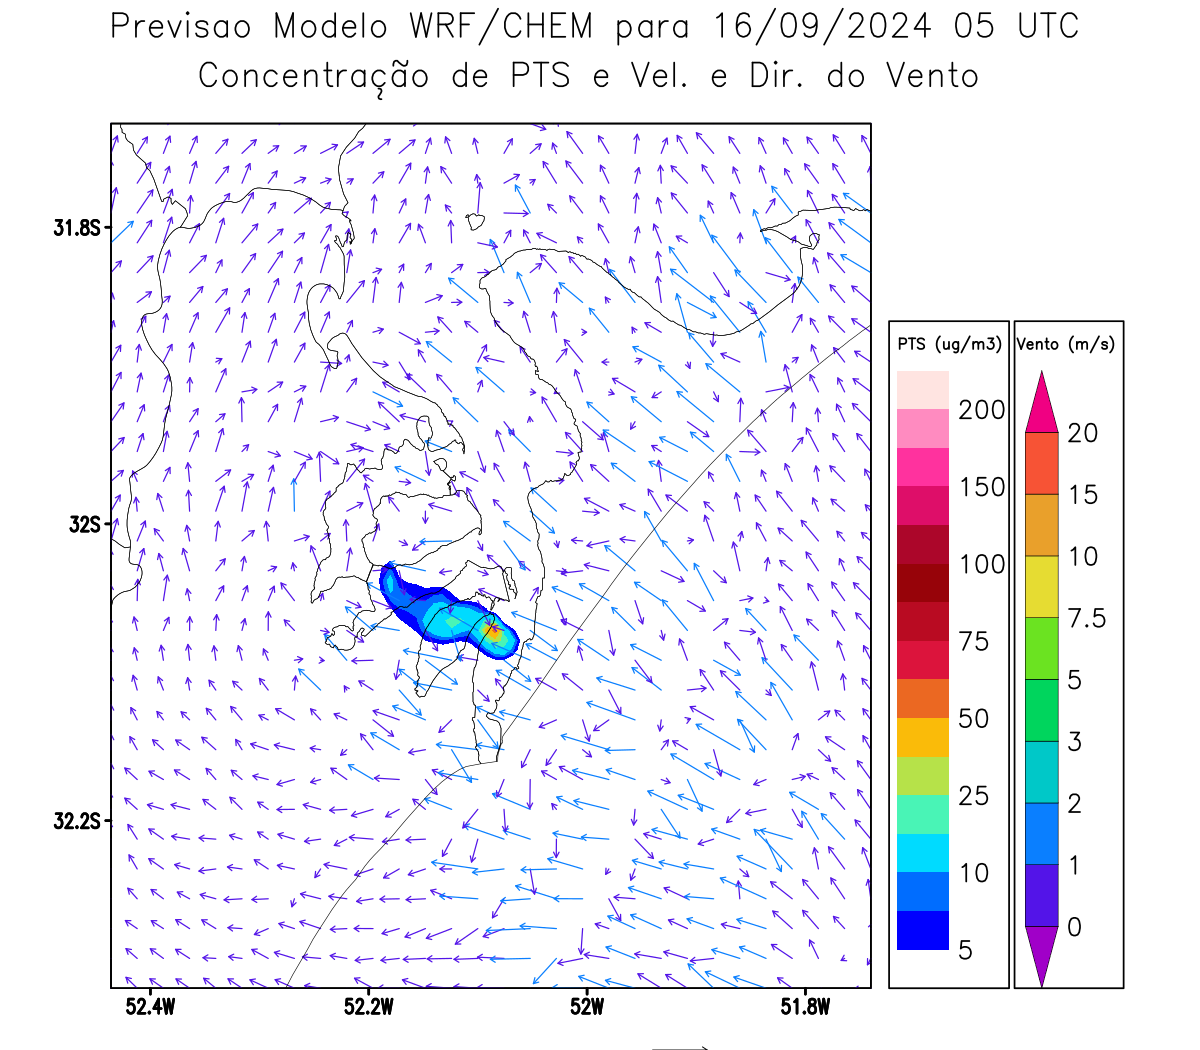 Previsao Modelo WRF/CHEM para 16/09/2024 05 UTC
Concentração de PTS e Vel. e Dir. do Vento
31.8S
32S
32.2S
52.4W
52.2W
52W
51.8W
PTS (ug/m3)
200
150
100
75
50
25
10
5
Vento (m/s)
20
15
10
7.5
5
3
2
1
0